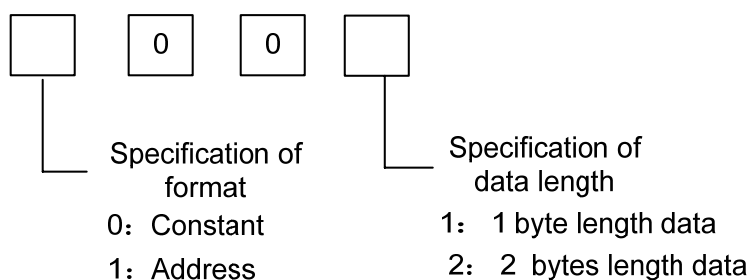 0 0
Specification of
format
0： Constant
1： Address
Specification of
data length
1： 1 byte length data
2： 2 bytes length data